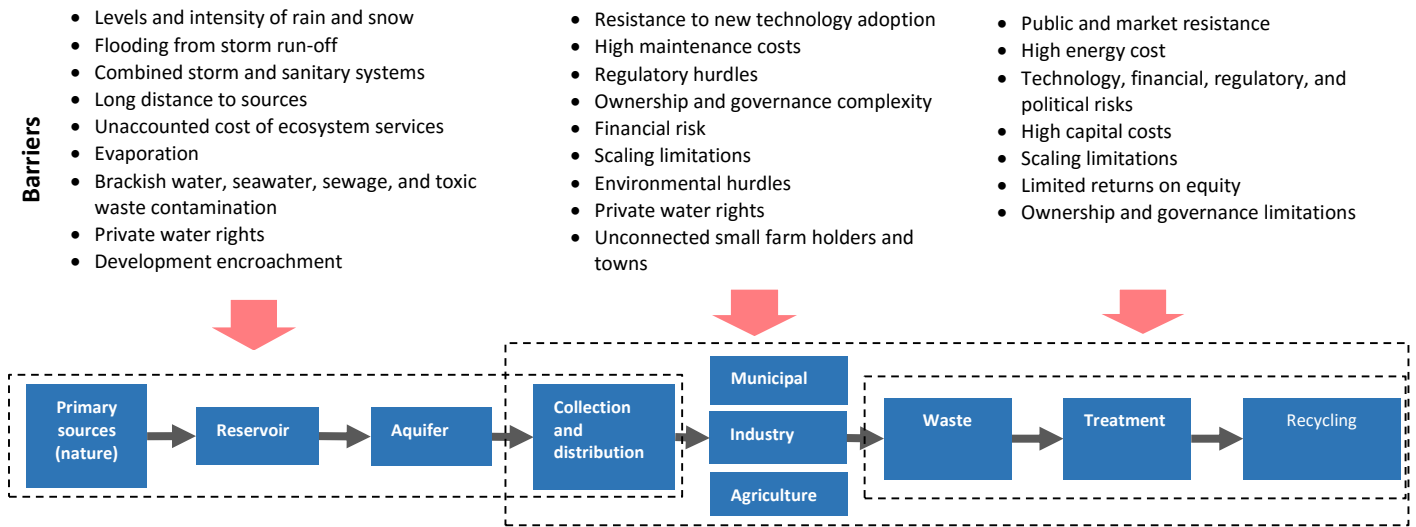 Barriers
• Levels and intensity of rain and snow
• Flooding from storm run-off
• Combined storm and sanitary systems
• Long distance to sources
• Unaccounted cost of ecosystem services
• Evaporation
• Brackish water, seawater, sewage, and toxic
waste contamination
• Private water rights
• Development encroachment
• Resistance to new technology adoption
• High maintenance costs
• Regulatory hurdles
• Ownership and governance complexity
• Financial risk
• Scaling limitations
• Environmental hurdles
• Private water rights
• Unconnected small farm holders and
towns
• Public and market resistance
• High energy cost
• Technology, financial, regulatory, and
political risks
• High capital costs
• Scaling limitations
• Limited returns on equity
• Ownership and governance limitations
Primary
sources
(nature)
Reservoir
Aquifer
Collection
and
distribution
Municipal
Industry
Agriculture
Waste
Treatment
Recycling